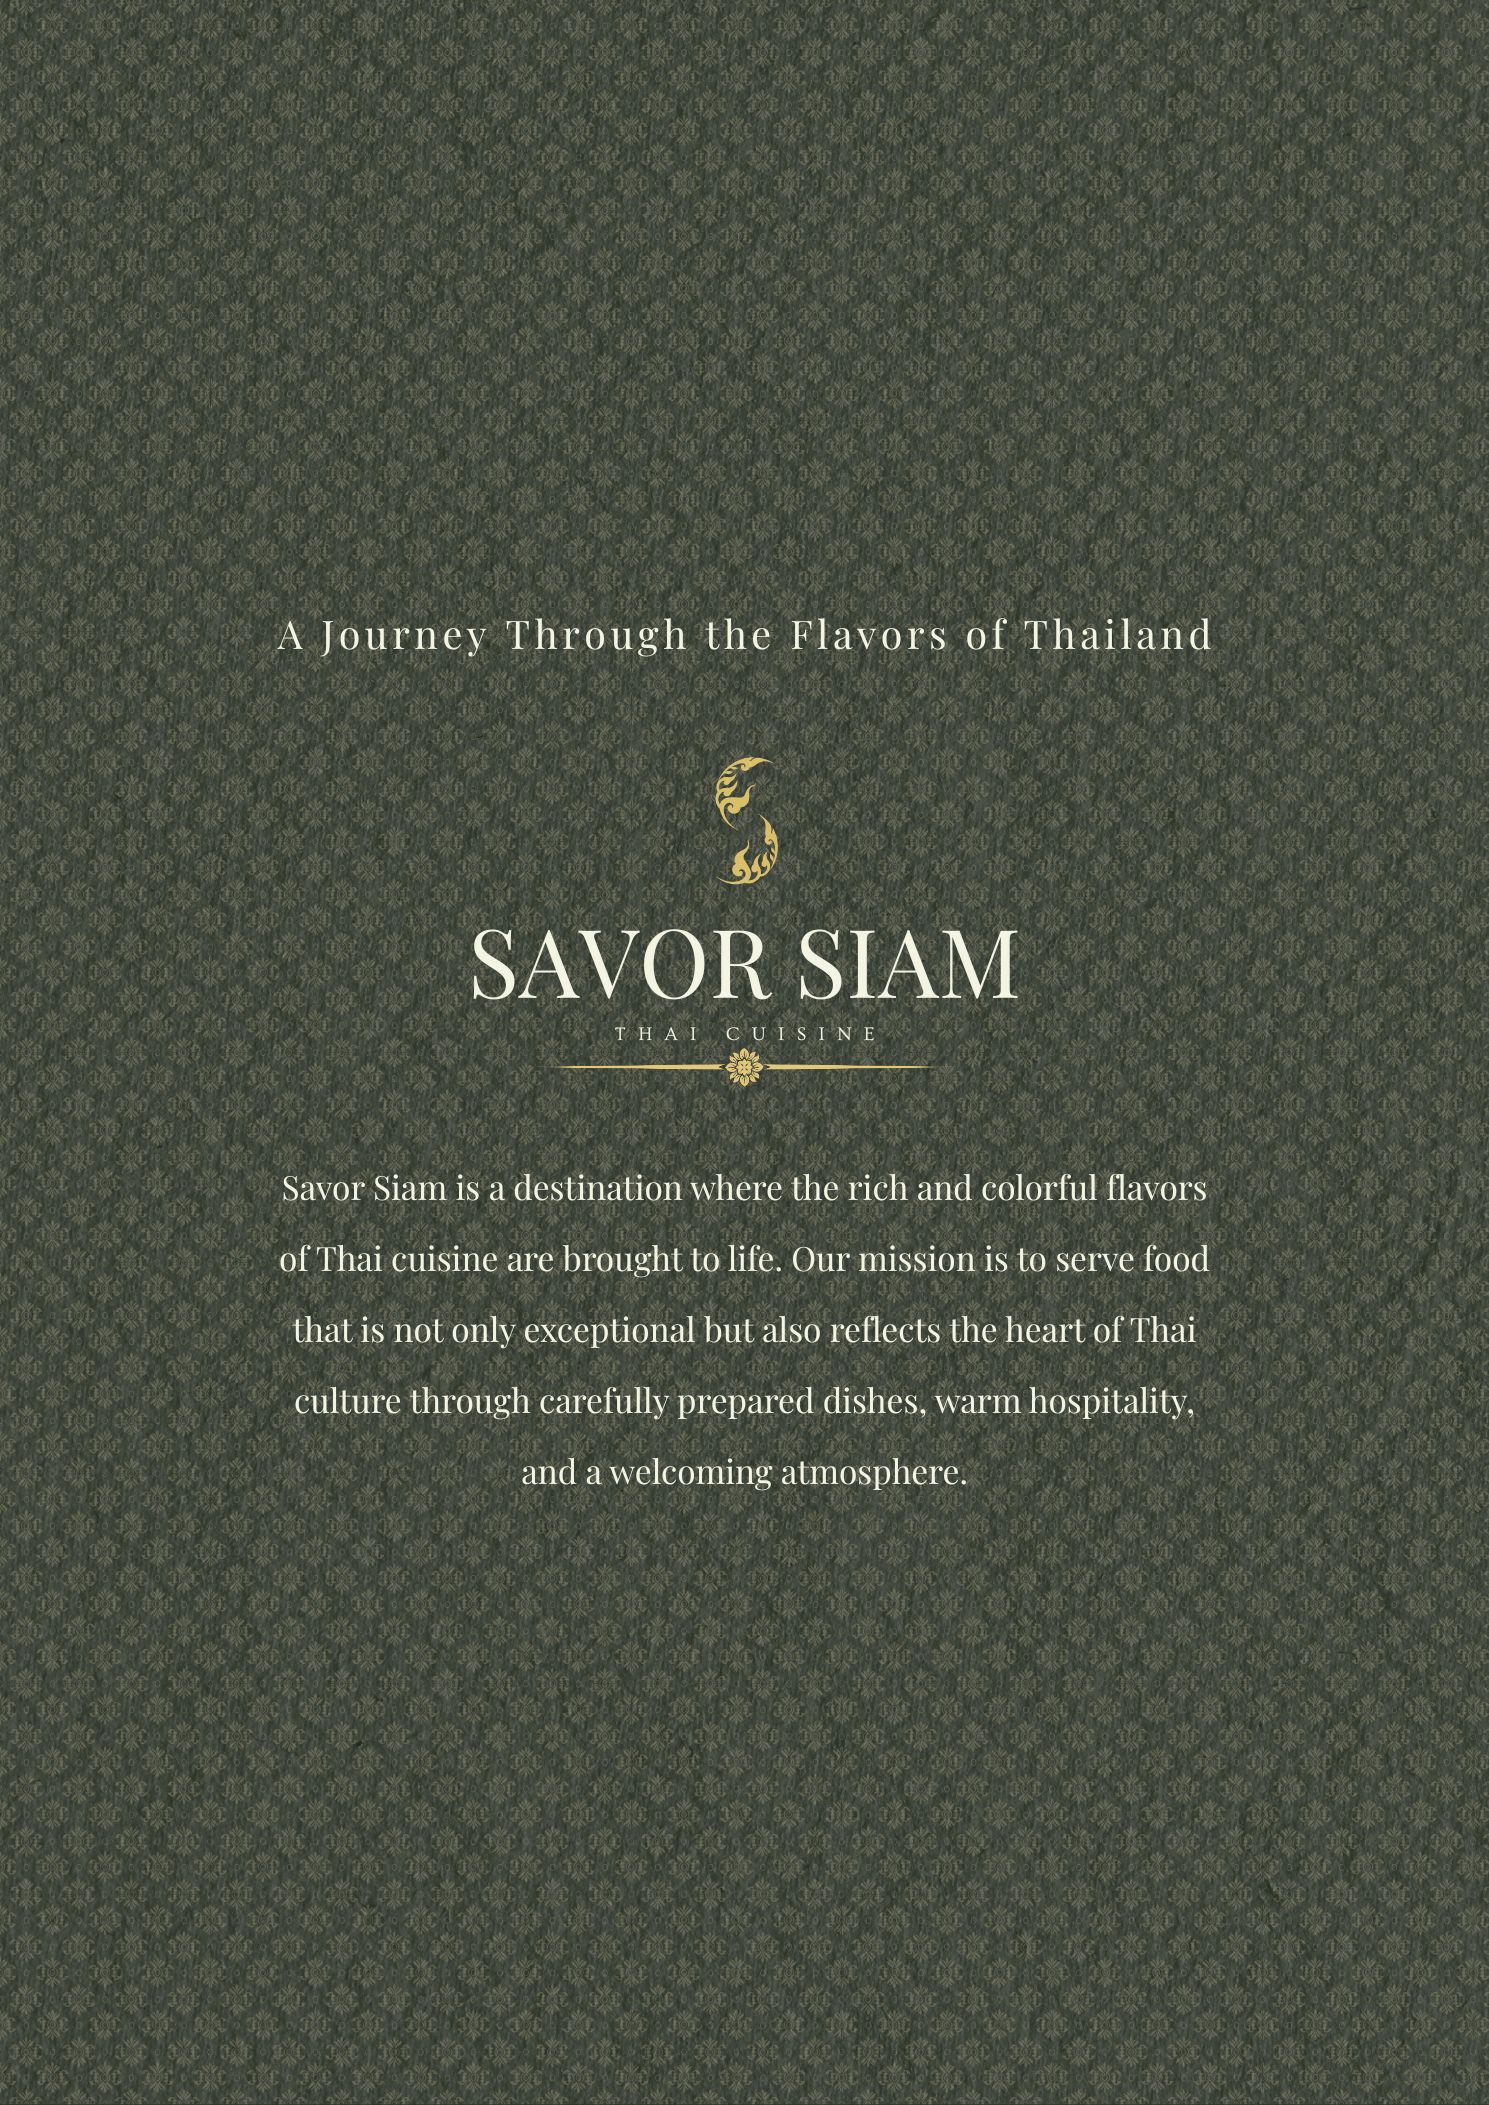 A Journey Through the Flavors of Thailand
SAVOR SIAM
THAI CUISINE
Savor Siam is a destination where the rich and colorful flavors
of Thai cuisine are brought to life. Our mission is to serve food
that is not only exceptional but also reflects the heart of Thai
culture through carefully prepared dishes, warm hospitality,
and a welcoming atmosphere.